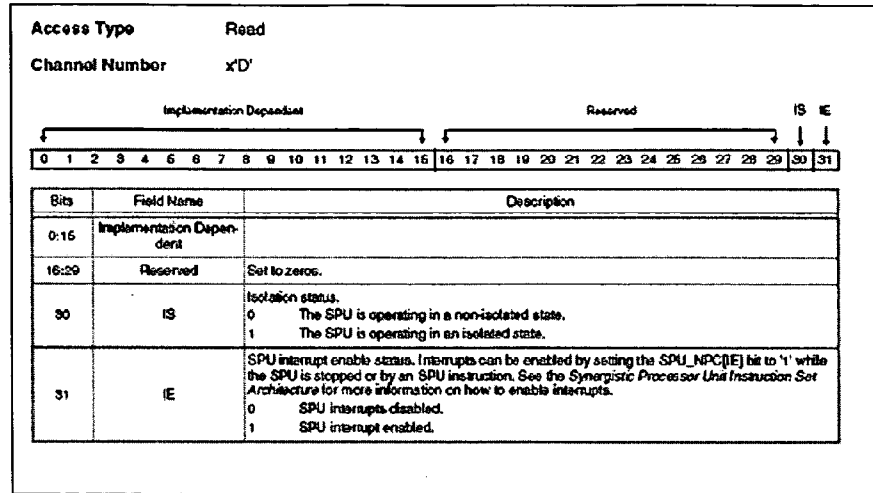 Access Type Read
Channel Number x'D'
Implementation Dependent Reserved IS IE
0 1 2 3 4 5 6 7 8 9 10 11 12 13 14 15 16 17 18 19 20 21 22 23 24 25 26 27 28 29 30 31
Bits Field Name Description
0:15 Implementation Depen-
dent
16:29 Reserved Set to zeros.
30 IS Isolation status.
0 The SPU is operating in a non-isolated state.
1 The SPU is operating in an isolated state.
31 IE SPU interrupt enable status. Interrupts can be enabled by setting the SPU_NPC[IE] bit to '1' while
the SPU is stopped or by an SPU instruction. See the Synergistic Processor Unit Instruction Set
Architecture for more information on how to enable interrupts.
0 SPU interrupts disabled.
1 SPU interrupt enabled.